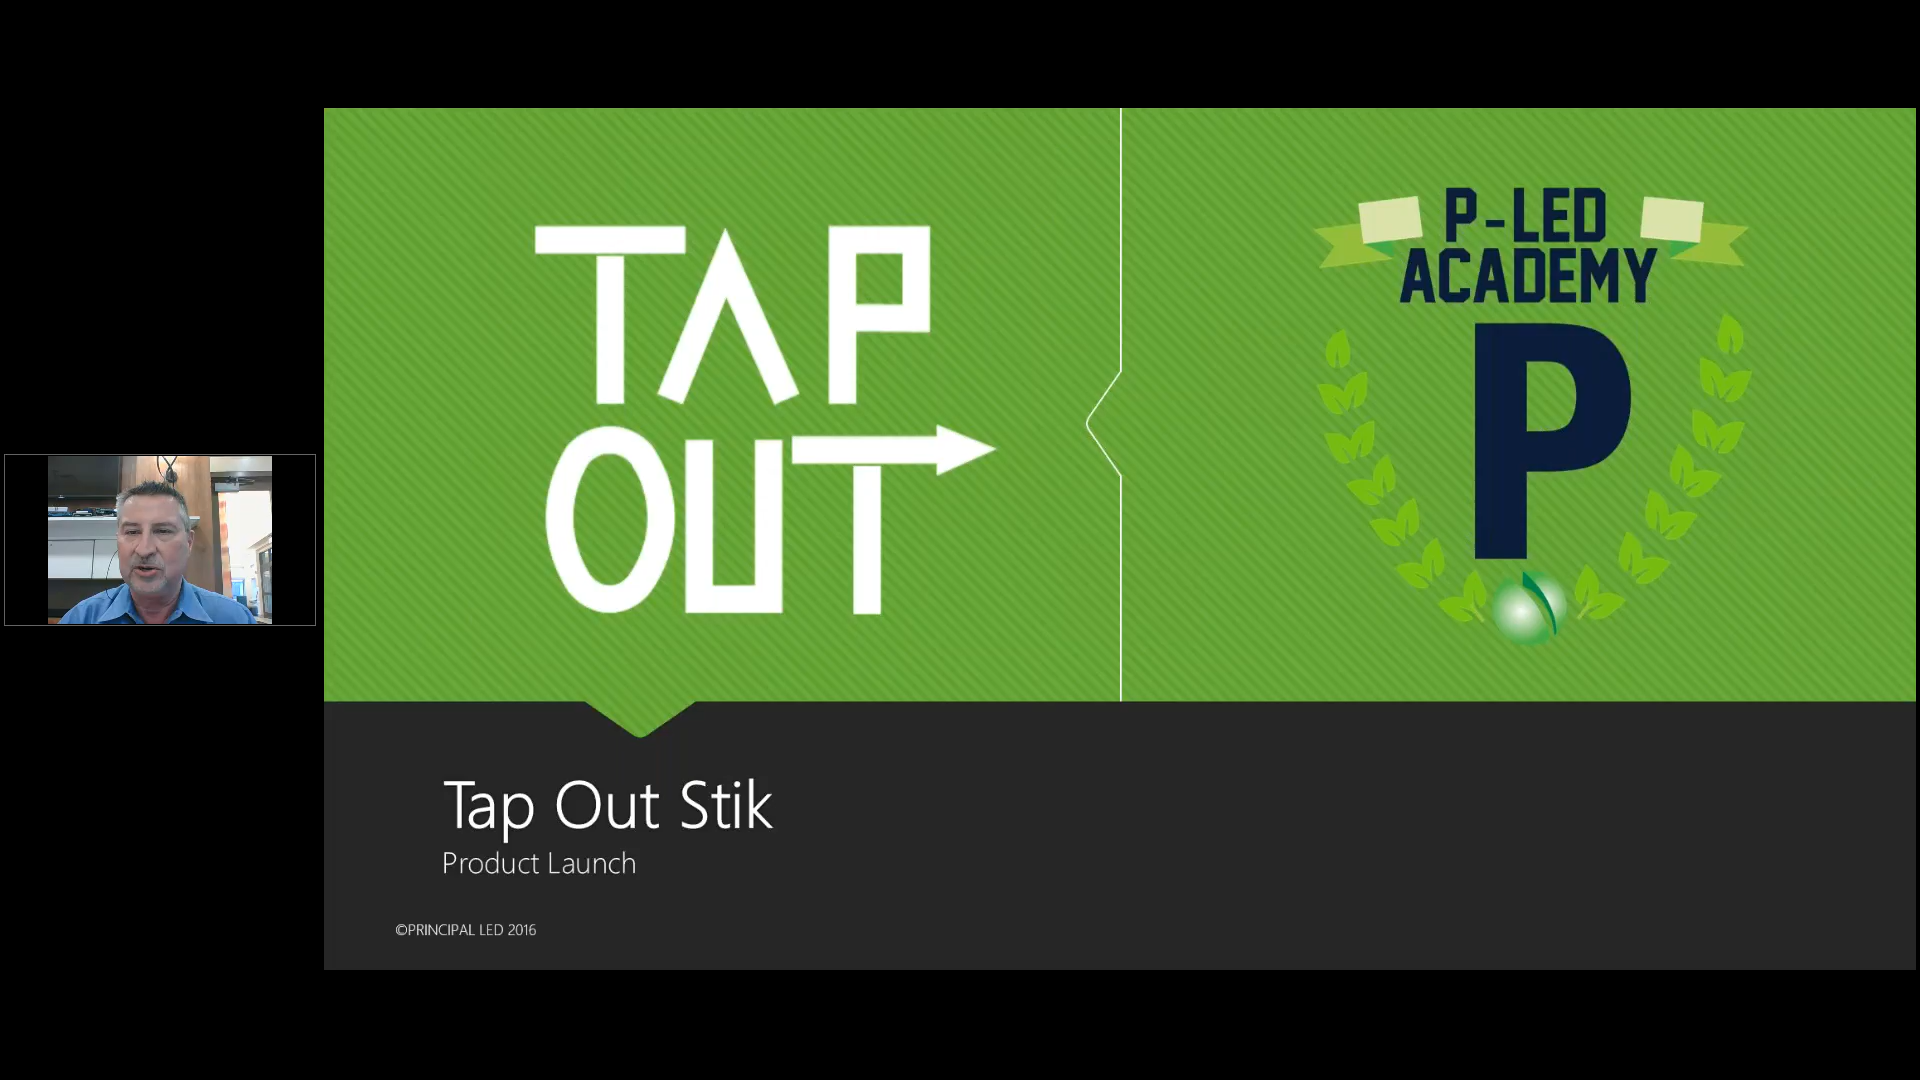 TAP
OUT
P-LED
ACADEMY
P
Tap Out Stik
Product Launch
©PRINCIPAL LED 2016